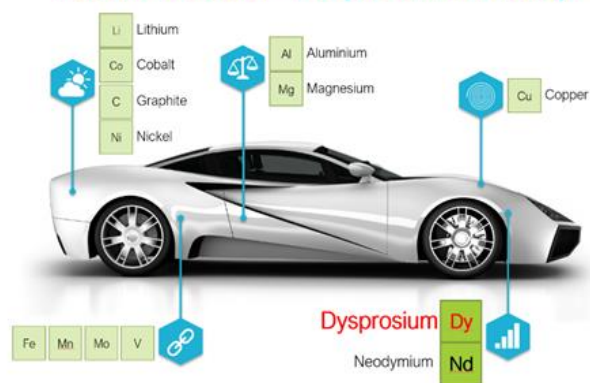 Li Lithium
Co Cobalt
C Graphite
Ni Nickel
Al Aluminium
Mg Magnesium
Cu Copper
Fe Mn Mo V
Dysprosium Dy
Neodymium Nd